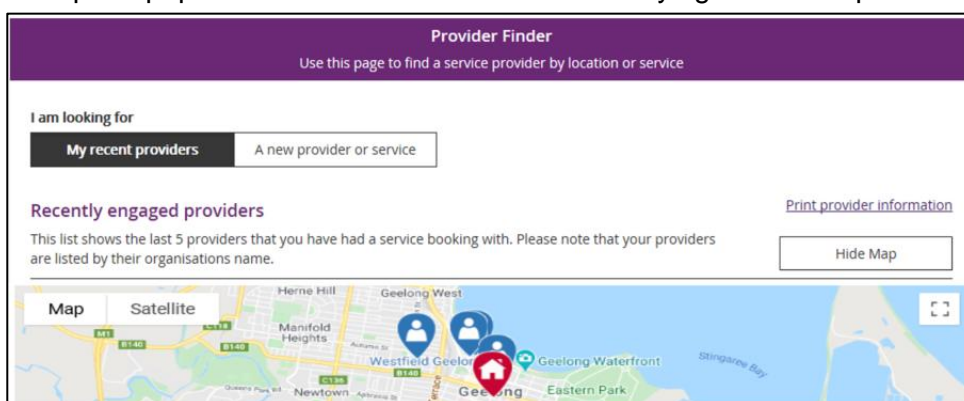 Provider Finder
Use this page to find a service provider by location or service
I am looking for
My recent providers
A new provider or service
Recently engaged providers
Print provider information
This list shows the last 5 providers that you have had a service booking with. Please note that your providers
are listed by their organisations name.
Hide Map
Map
Satellite
Herne Hill
Geelong West
Manifold
Heights
M1
B140
C118
B140
Westfield Geelon
Geelong Waterfront
Stingaree Bay
B140
C136
Newtown
Geelong
Eastern Park